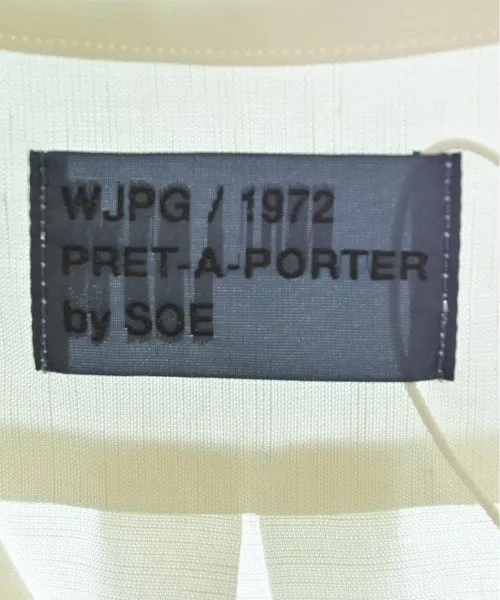 WJPG / 1972
PRET-A-PORTER
by SOE